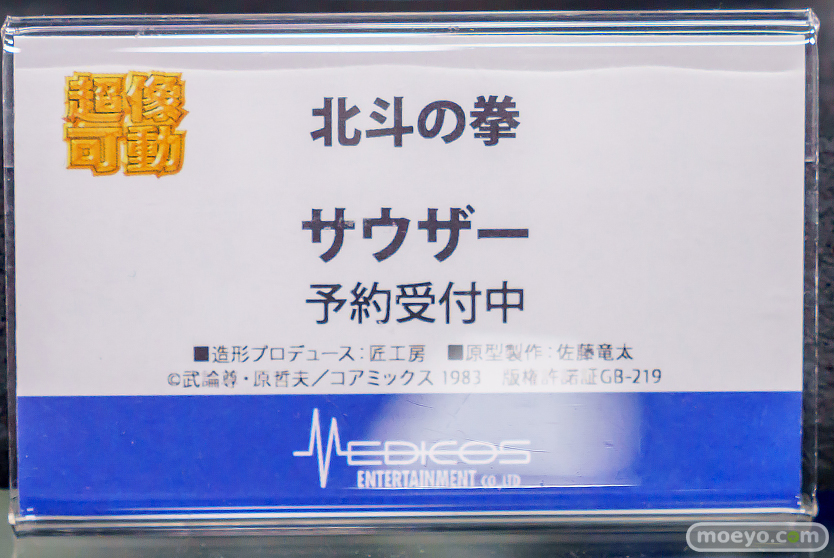 超像
可動
北斗の拳
サウザー
予約受付中
■造形プロデュース：匠工房　■原型製作：佐藤竜太
©武論尊・原哲夫／コアミックス 1983　版権許諾証GB-219
MEDICOS
ENTERTAINMENT CO.,LTD
moeyo.com